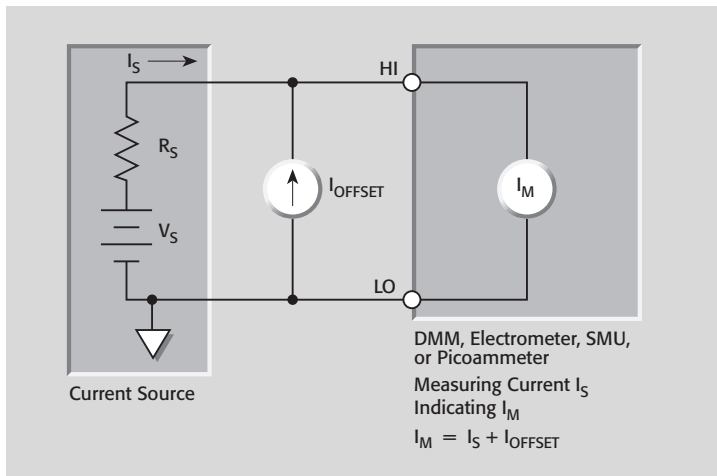 I_S
HI
R_S
I_OFFSET
I_M
V_S
LO
DMM, Electrometer, SMU,
or Picoammeter
Current Source
Measuring Current I_S
Indicating I_M
I_M = I_S + I_OFFSET